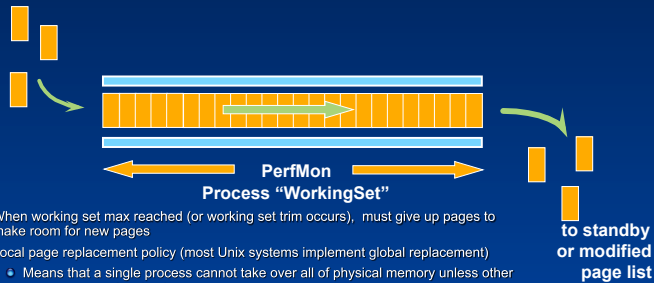 PerfMon
Process “WorkingSet”
to standby
or modified
page list
When working set max reached (or working set trim occurs), must give up pages to
make room for new pages
ocal page replacement policy (most Unix systems implement global replacement)
Means that a single process cannot take over all of physical memory unless other